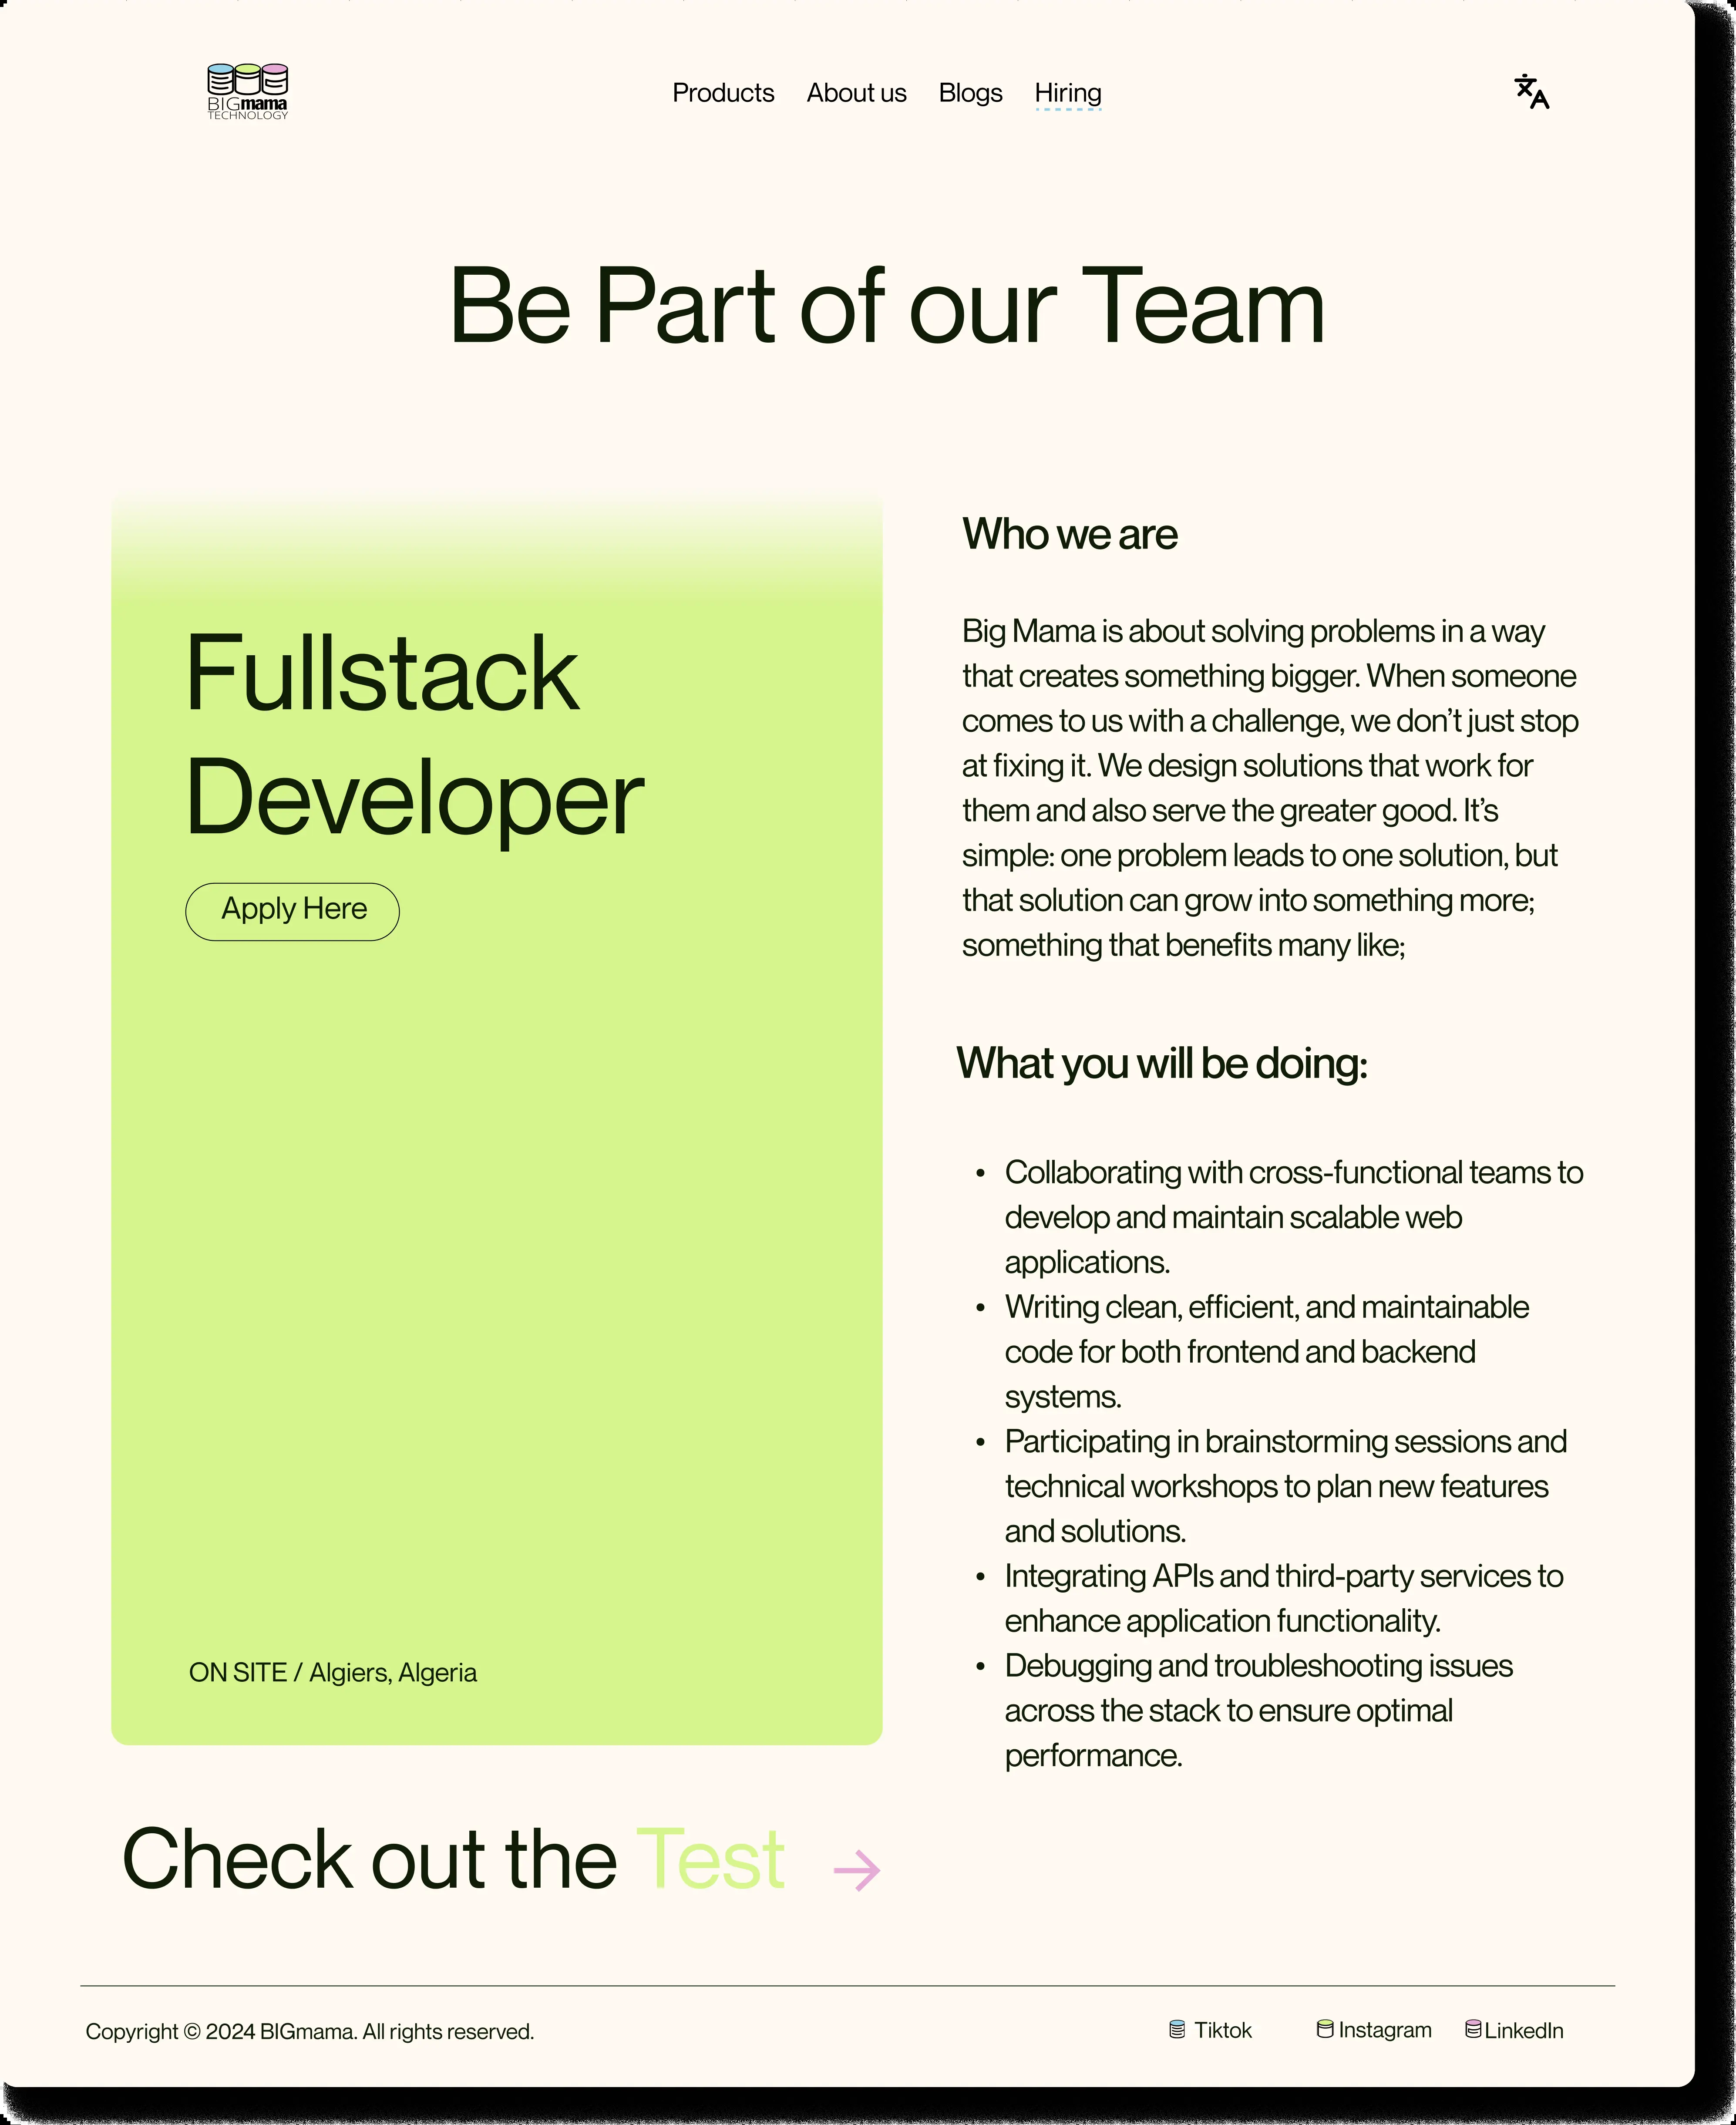 BIGmama
TECHNOLOGY
Products
About us
Blogs
Hiring
Be Part of our Team
Fullstack
Developer
Apply Here
ON SITE / Algiers, Algeria
Who we are
Big Mama is about solving problems in a way
that creates something bigger. When someone
comes to us with a challenge, we don’t just stop
at fixing it. We design solutions that work for
them and also serve the greater good. It’s
simple: one problem leads to one solution, but
that solution can grow into something more;
something that benefits many like;
What you will be doing:
• Collaborating with cross-functional teams to
develop and maintain scalable web
applications.
• Writing clean, efficient, and maintainable
code for both frontend and backend
systems.
• Participating in brainstorming sessions and
technical workshops to plan new features
and solutions.
• Integrating APIs and third-party services to
enhance application functionality.
• Debugging and troubleshooting issues
across the stack to ensure optimal
performance.
Check out the Test →
Copyright © 2024 BIGmama. All rights reserved.
Tiktok
Instagram
LinkedIn